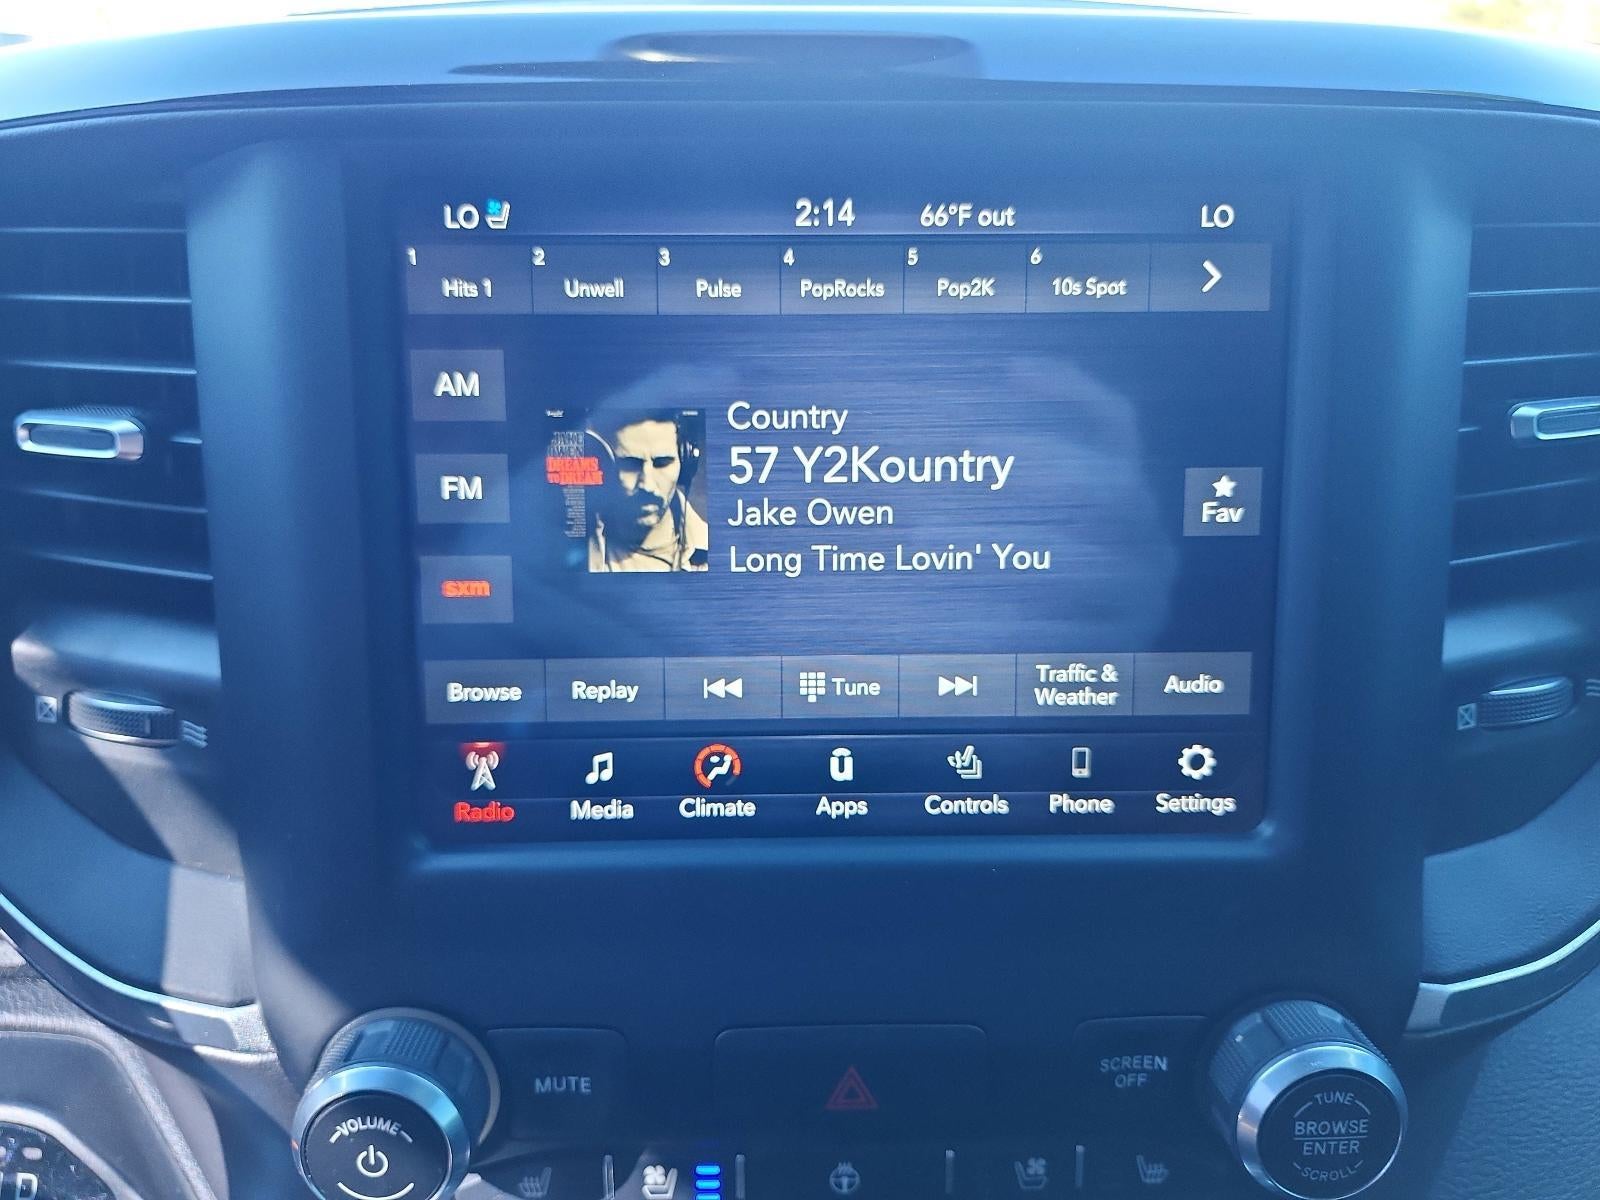 LO 2:14 66°F out LO
1 2 3 4 5 6
Hits 1 Unwell Pulse PopRocks Pop2K 10s Spot
AM
FM
sxm
JAKE
OWEN
DREAMS
TO DREAM
Country
57 Y2Kountry
Jake Owen
Long Time Lovin' You
Fav
Browse Replay Tune Traffic & Weather Audio
Radio Media Climate Apps Controls Phone Settings
VOLUME
MUTE
SCREEN
OFF
TUNE
BROWSE
ENTER
SCROLL
D